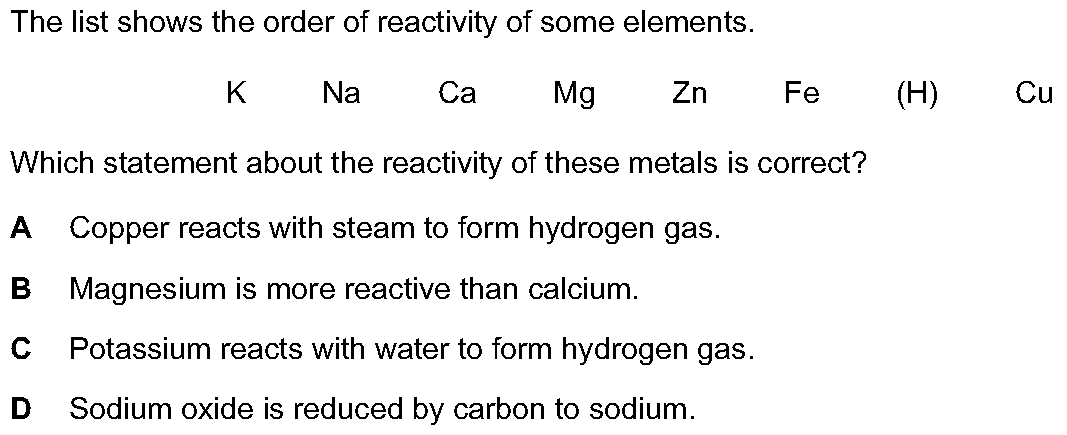 The list shows the order of reactivity of some elements.
K Na Ca Mg Zn Fe (H) Cu
Which statement about the reactivity of these metals is correct?
A Copper reacts with steam to form hydrogen gas.
B Magnesium is more reactive than calcium.
C Potassium reacts with water to form hydrogen gas.
D Sodium oxide is reduced by carbon to sodium.